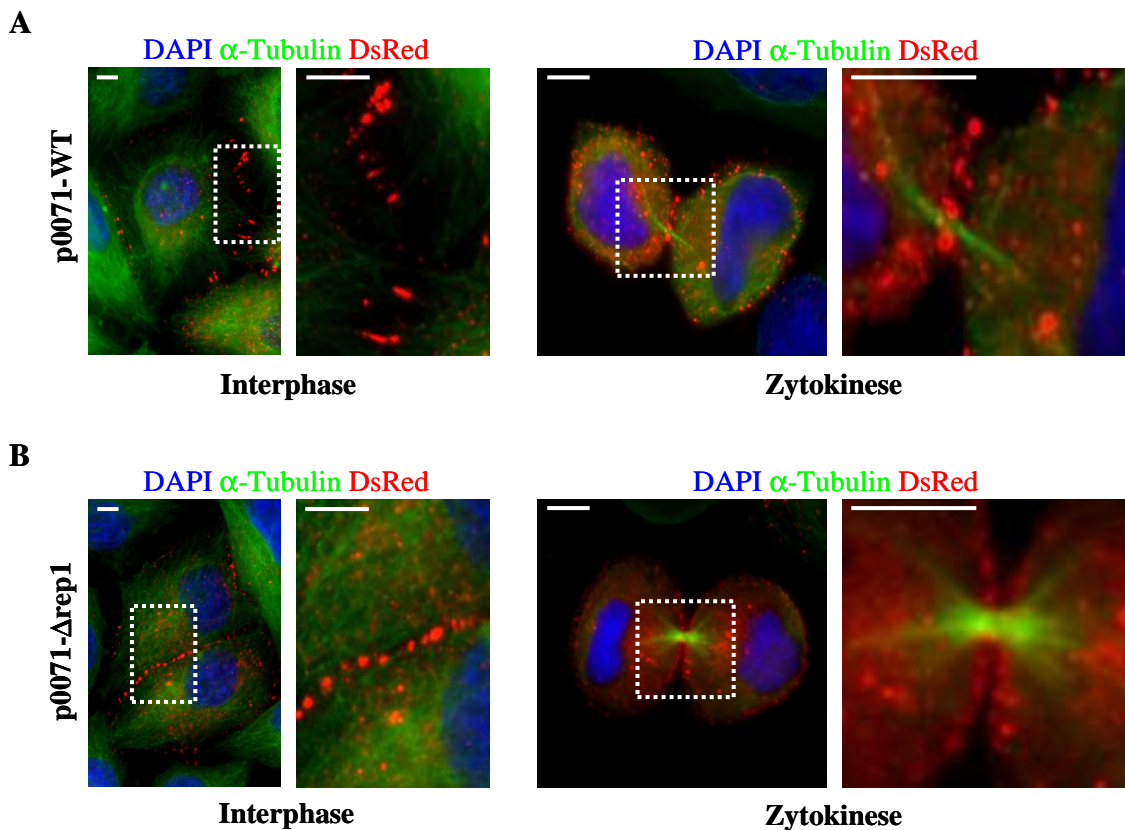 A
DAPI α-Tubulin DsRed
DAPI α-Tubulin DsRed
p0071-WT
Interphase
Zytokinese
B
DAPI α-Tubulin DsRed
DAPI α-Tubulin DsRed
p0071-Δrep1
Interphase
Zytokinese